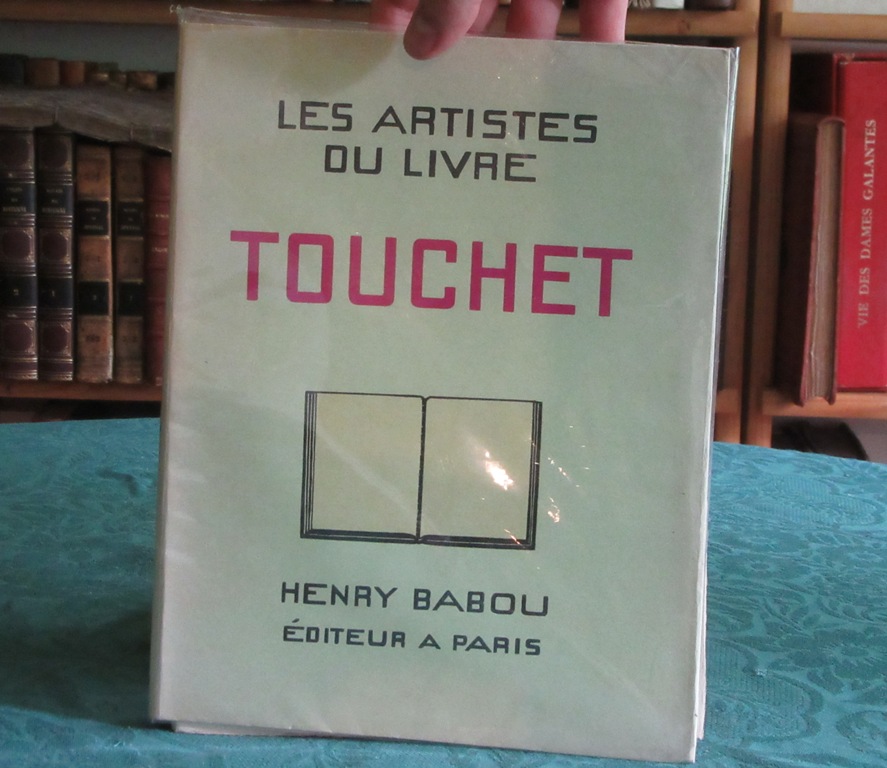 LES ARTISTES
DU LIVRE
TOUCHET
HENRY BABOU
ÉDITEUR A PARIS
VIE DES DAMES GALANTES